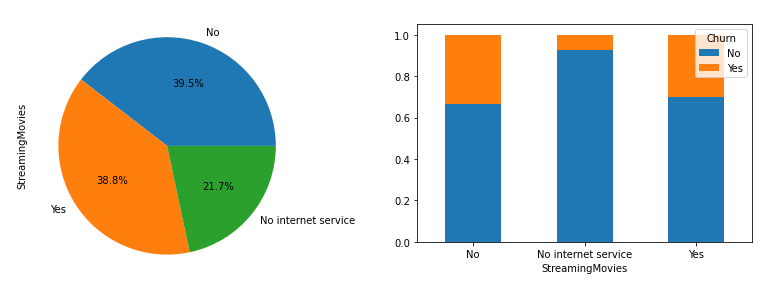 No
39.5%
StreamingMovies
38.8%
21.7%
Yes
No internet service
Churn
No
Yes
1.0
0.8
0.6
0.4
0.2
0.0
No No internet service Yes
StreamingMovies